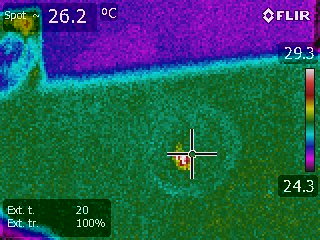 Spot ~ 26.2 °C
FLIR
29.3
24.3
Ext. t. 20
Ext. tr. 100%